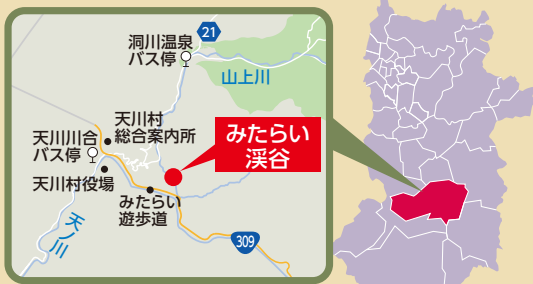 21
洞川温泉
バス停
山上川
天川村
総合案内所
みたらい
渓谷
天川川合
バス停
天川村役場
みたらい
遊歩道
天ノ川
309